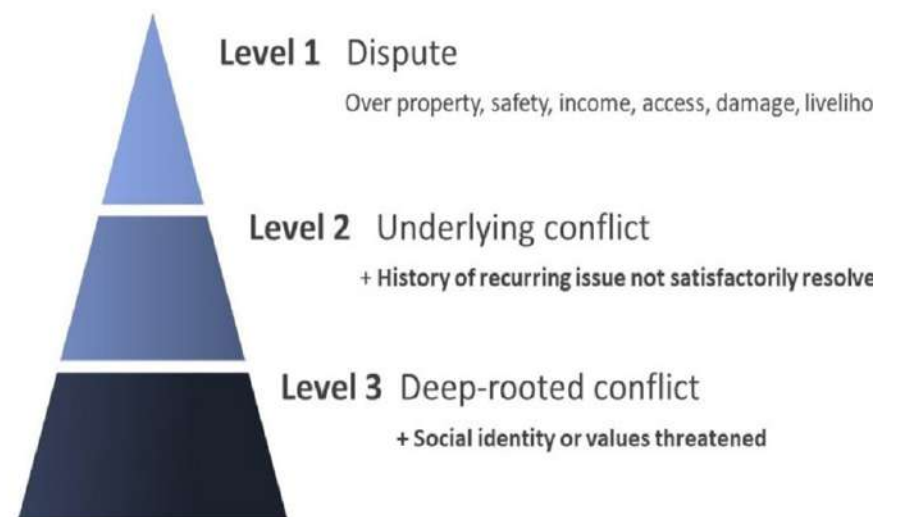 Level 1 Dispute
Over property, safety, income, access, damage, liveliho
Level 2 Underlying conflict
+ History of recurring issue not satisfactorily resolve
Level 3 Deep-rooted conflict
+ Social identity or values threatened